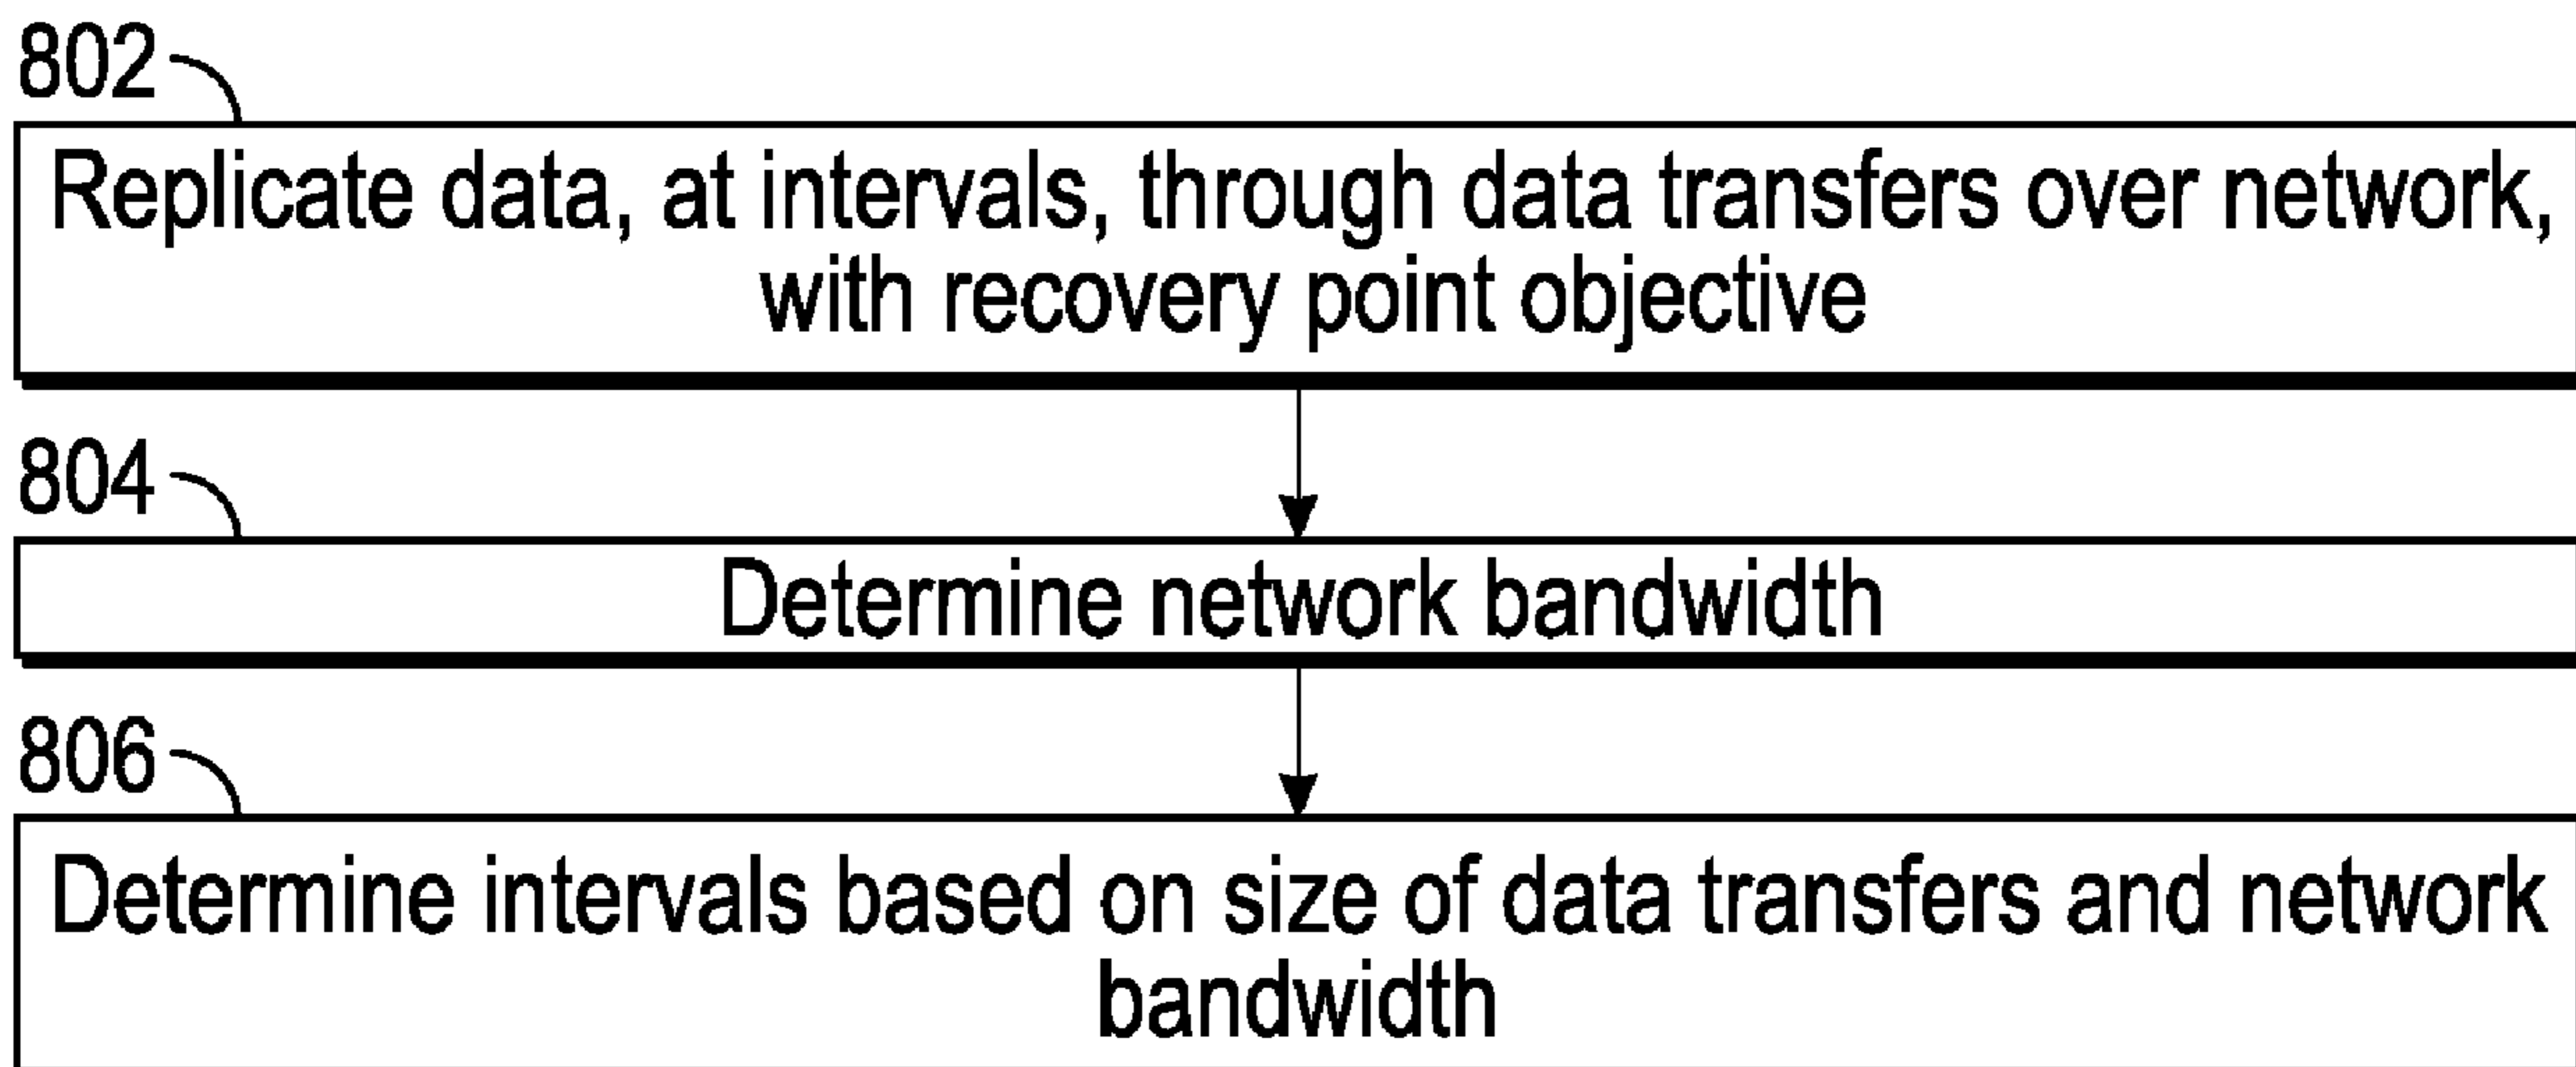 802
Replicate data, at intervals, through data transfers over network,
with recovery point objective
804
Determine network bandwidth
806
Determine intervals based on size of data transfers and network
bandwidth